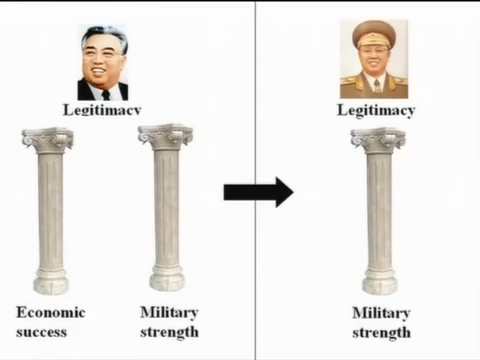 Legitimacy
Economic
success
Military
strength
Legitimacy
Military
strength